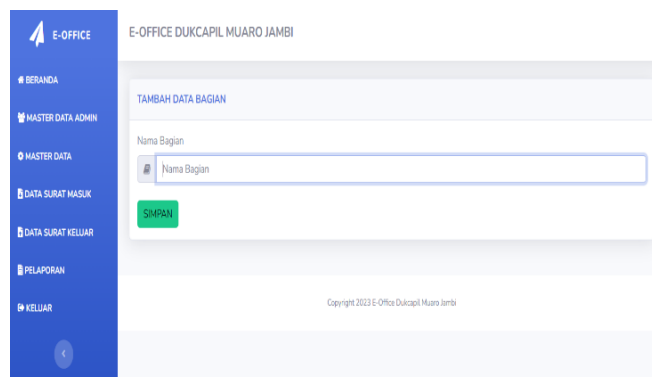 E-OFFICE
BERANDA
MASTER DATA ADMIN
MASTER DATA
DATA SURAT MASUK
DATA SURAT KELUAR
PELAPORAN
KELUAR
E-OFFICE DUKCAPIL MUARO JAMBI
TAMBAH DATA BAGIAN
Nama Bagian
Nama Bagian
SIMPAN
Copyright 2023 E-Office Dukcapil Muaro Jambi